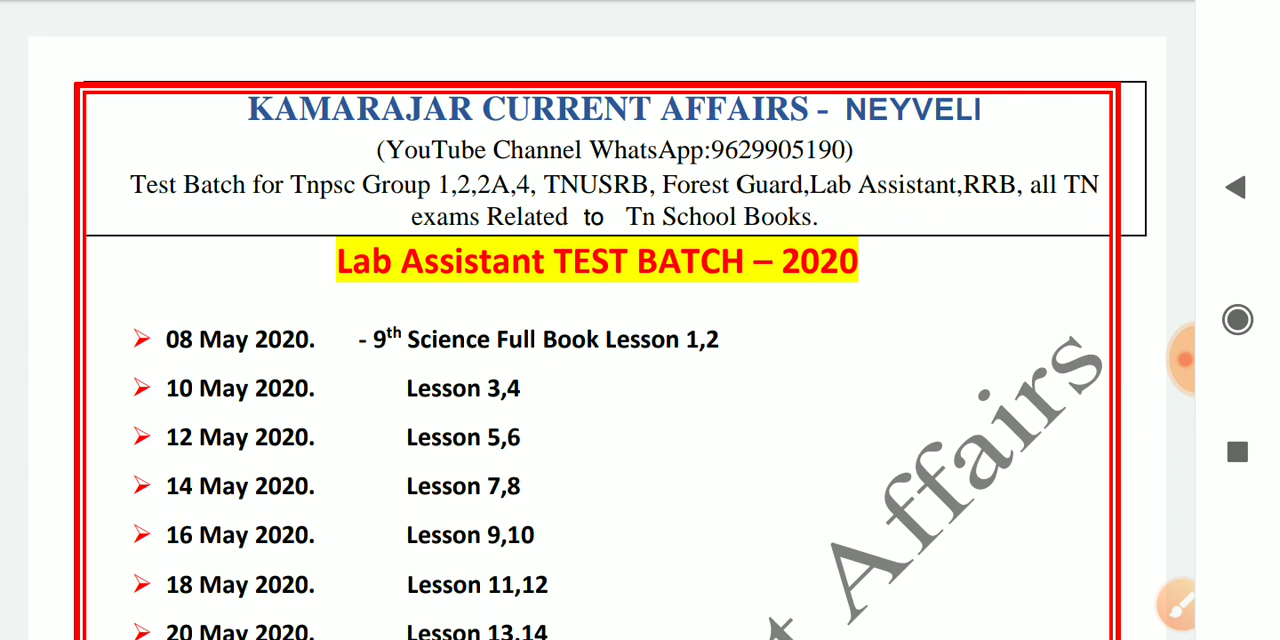 KAMARAJAR CURRENT AFFAIRS - NEYVELI
(YouTube Channel WhatsApp:9629905190)
Test Batch for Tnpsc Group 1,2,2A,4, TNUSRB, Forest Guard,Lab Assistant,RRB, all TN
exams Related to Tn School Books.
Lab Assistant TEST BATCH – 2020
➢ 08 May 2020. - 9th Science Full Book Lesson 1,2
➢ 10 May 2020. Lesson 3,4
➢ 12 May 2020. Lesson 5,6
➢ 14 May 2020. Lesson 7,8
➢ 16 May 2020. Lesson 9,10
➢ 18 May 2020. Lesson 11,12
➢ 20 May 2020. Lesson 13,14
t Affairs